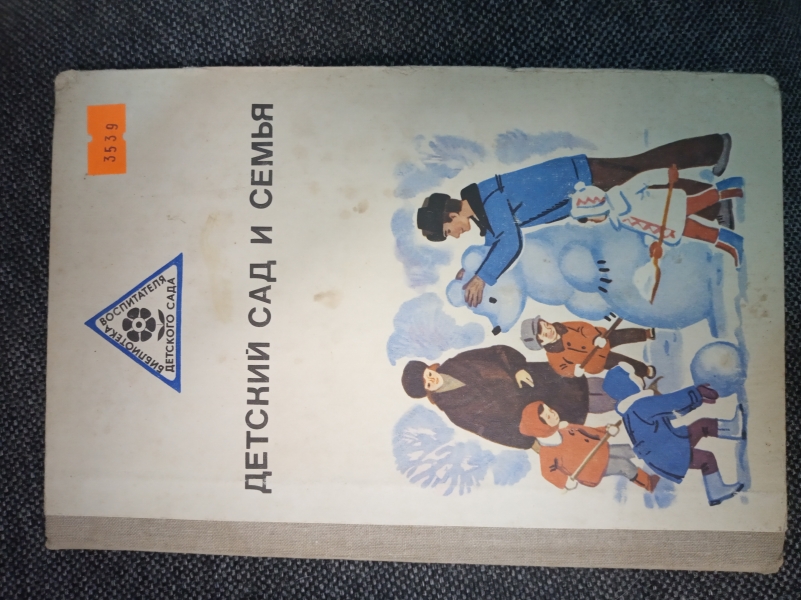 3539
БИБЛИОТЕКА ВОСПИТАТЕЛЯ
ДЕТСКОГО САДА
ДЕТСКИЙ САД И СЕМЬЯ